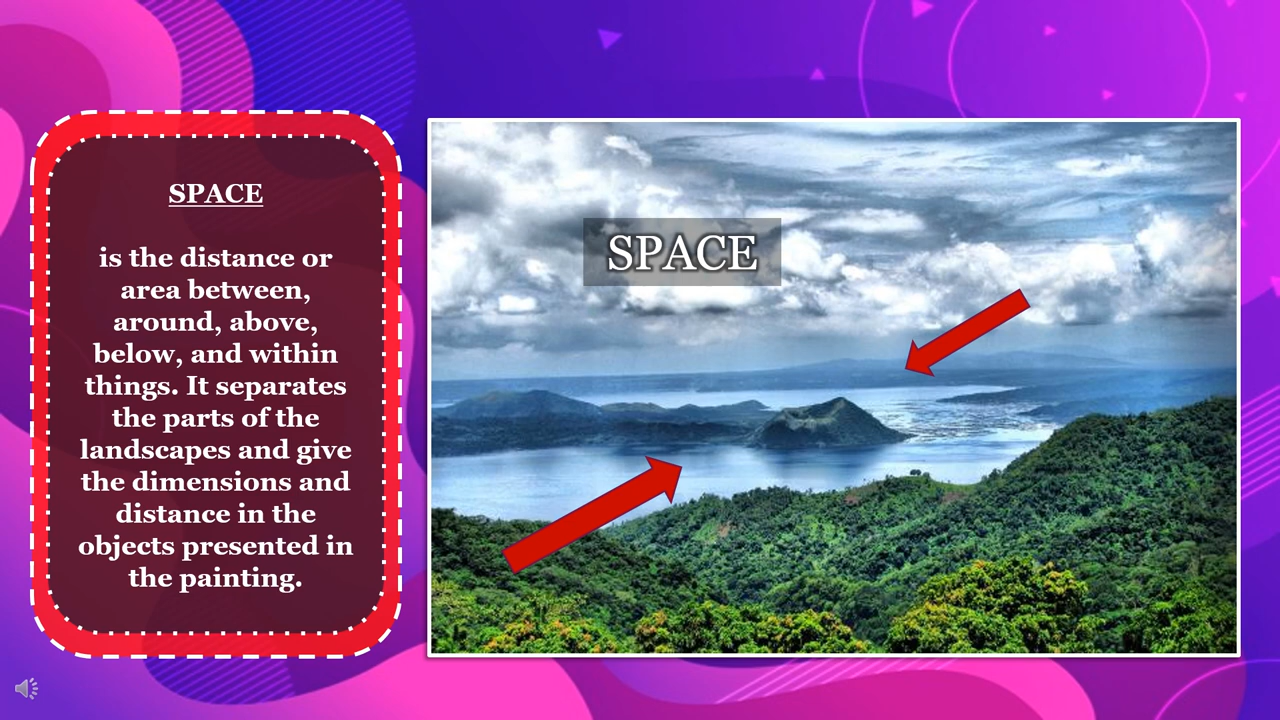 SPACE
is the distance or
area between,
around, above,
below, and within
things. It separates
the parts of the
landscapes and give
the dimensions and
distance in the
objects presented in
the painting.
SPACE